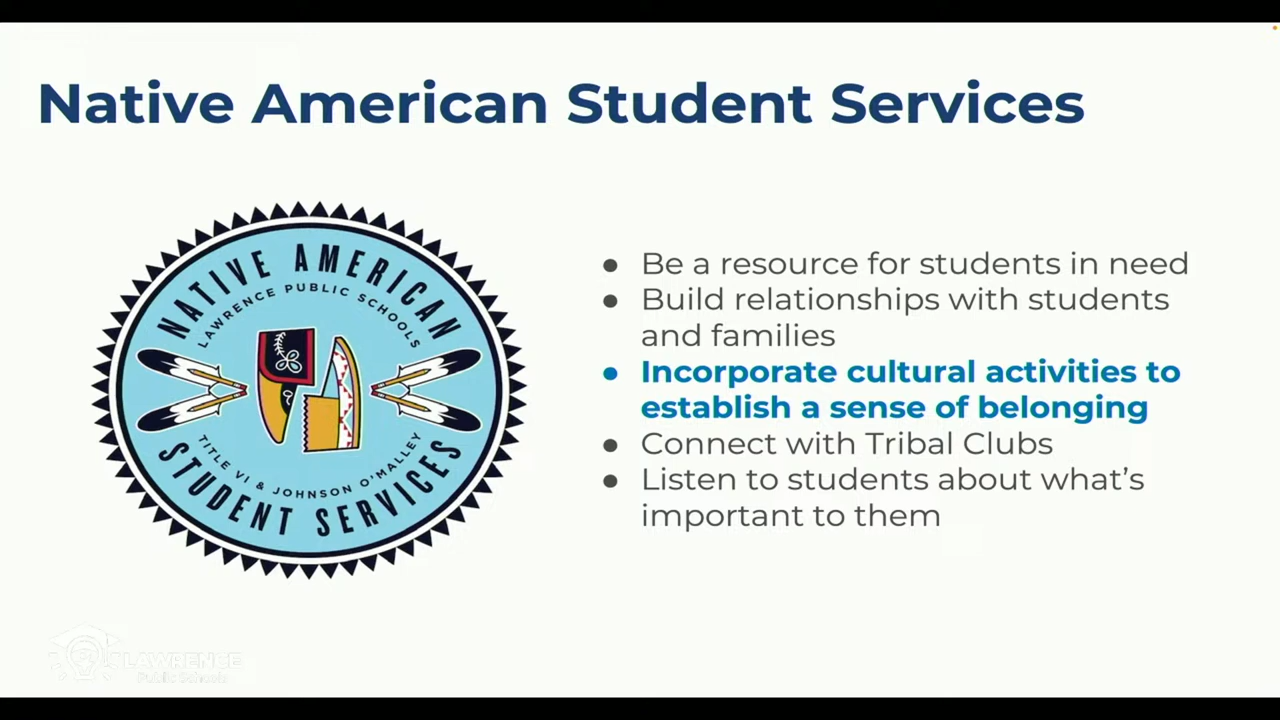 Native American Student Services
NATIVE AMERICAN
LAWRENCE PUBLIC SCHOOLS
TITLE VI & JOHNSON O'MALLEY
STUDENT SERVICES
● Be a resource for students in need
● Build relationships with students
and families
● Incorporate cultural activities to
establish a sense of belonging
● Connect with Tribal Clubs
● Listen to students about what’s
important to them
LAWRENCE
Public Schools